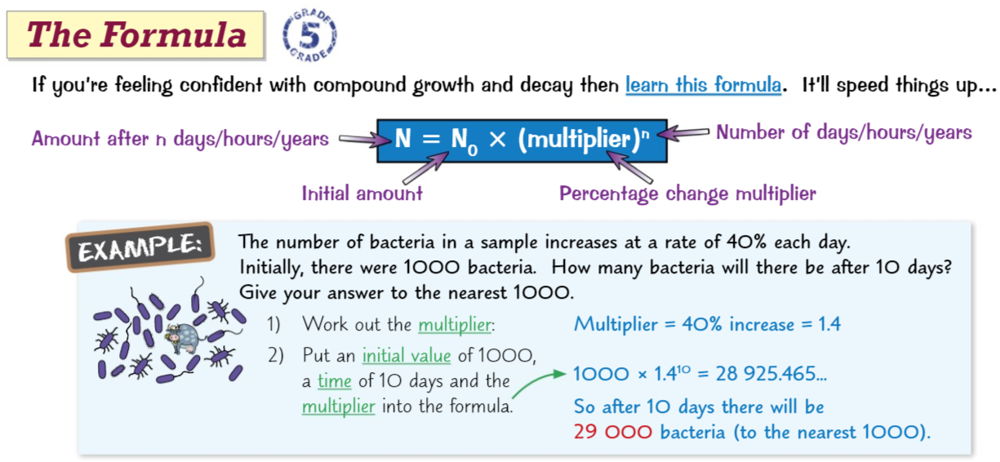 The Formula
GRADE
5
GRADE
If you're feeling confident with compound growth and decay then learn this formula. It'll speed things up...
Amount after n days/hours/years
N = N₀ × (multiplier)ⁿ
Number of days/hours/years
Initial amount
Percentage change multiplier
EXAMPLE:
The number of bacteria in a sample increases at a rate of 40% each day.
Initially, there were 1000 bacteria. How many bacteria will there be after 10 days?
Give your answer to the nearest 1000.
1) Work out the multiplier:
Multiplier = 40% increase = 1.4
2) Put an initial value of 1000,
a time of 10 days and the
multiplier into the formula.
1000 × 1.4¹⁰ = 28 925.465...
So after 10 days there will be
29 000 bacteria (to the nearest 1000).